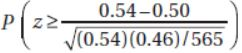 P ( z ≥ (0.54 – 0.50) / √((0.54)(0.46)/565) )